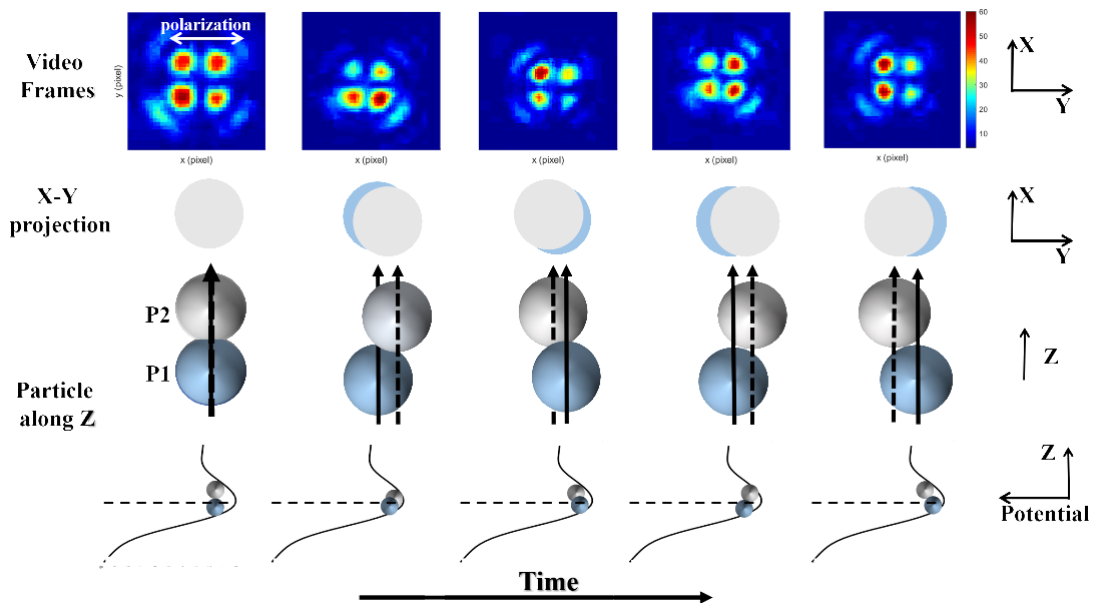 Video
Frames
polarization
y (pixel)
x (pixel)
x (pixel)
x (pixel)
x (pixel)
x (pixel)
60
50
40
30
20
10
X
Y
X-Y
projection
X
Y
P2
P1
Particle
along Z
Z
Z
Potential
Time